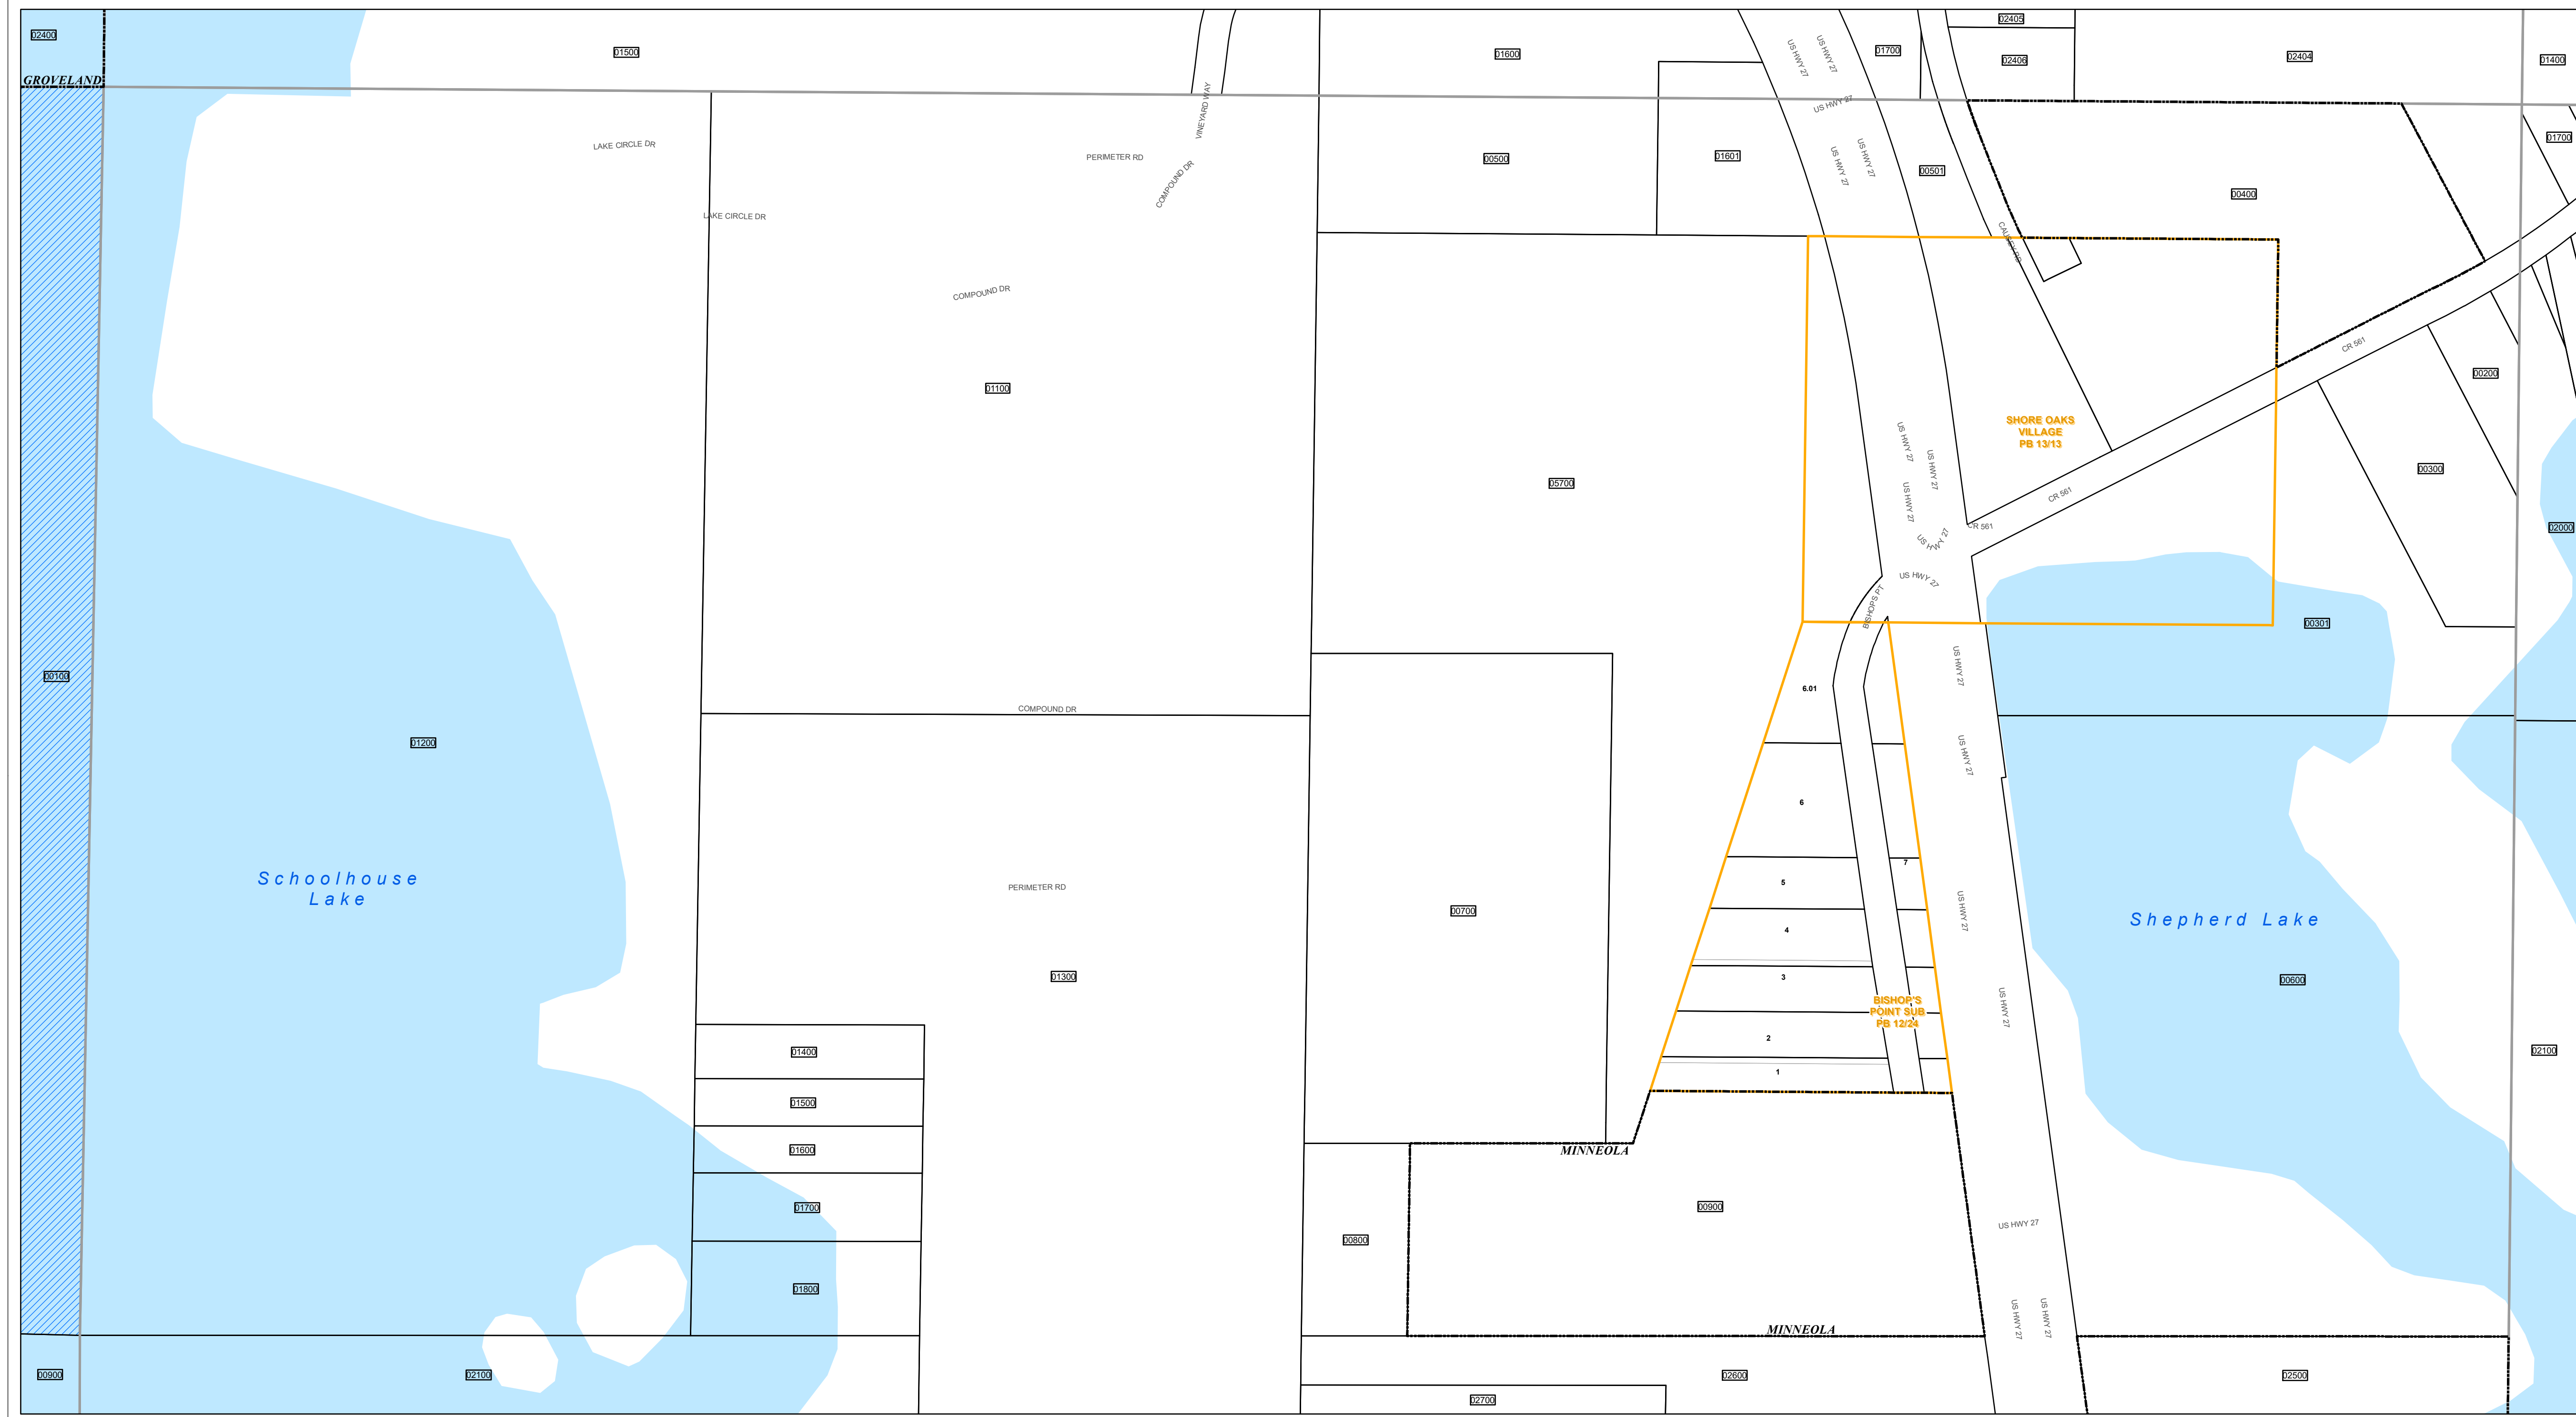 02405
02400
01500
01600
US HWY 27
US HWY 27
01700
02406
02404
01400
GROVELAND
VINEYARD WAY
US HWY 27
01700
LAKE CIRCLE DR
PERIMETER RD
00500
01601
US HWY 27
US HWY 27
00501
COMPOUND DR
00400
LAKE CIRCLE DR
CAUSEY RD
COMPOUND DR
CR 561
00200
01100
SHORE OAKS
VILLAGE
PB 13/13
US HWY 27
US HWY 27
00300
05700
US HWY 27
CR 561
CR 561
02000
US HWY 27
US HWY 27
BISHOPS PT
00301
00100
US HWY 27
6.01
COMPOUND DR
01200
US HWY 27
6
7
Schoolhouse
Lake
PERIMETER RD
5
00700
US HWY 27
Shepherd Lake
4
01300
3
00600
BISHOP'S
POINT SUB
PB 12/24
US HWY 27
2
01400
02100
1
01500
01600
MINNEOLA
01700
00900
US HWY 27
00800
01800
US HWY 27
US HWY 27
MINNEOLA
00900
02100
02600
02500
02700